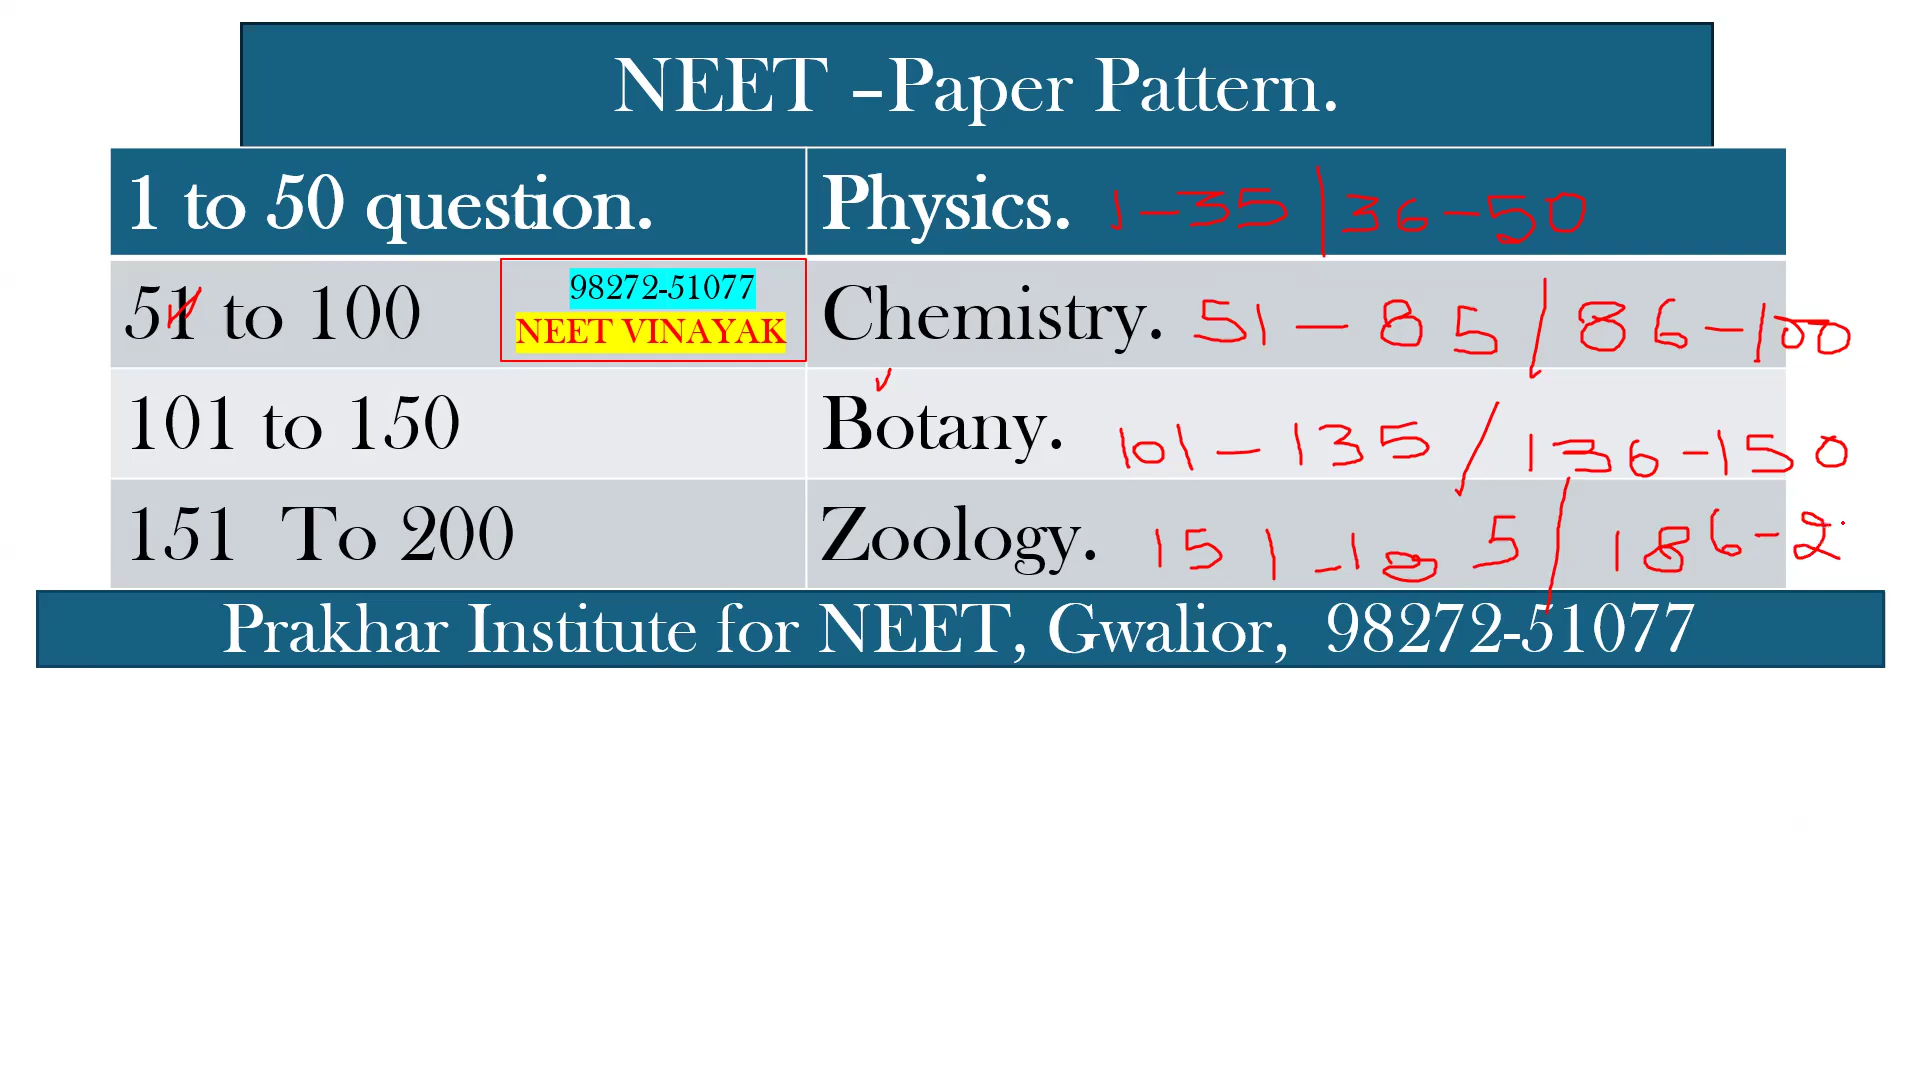 NEET –Paper Pattern.
1 to 50 question. Physics. 1-35 | 36-50
51 to 100 98272-51077 Chemistry. 51 - 85 / 86-100
NEET VINAYAK
101 to 150 Botany. 101 - 135 / 136-150
151 To 200 Zoology. 151 - 185 / 186-2
Prakhar Institute for NEET, Gwalior, 98272-51077